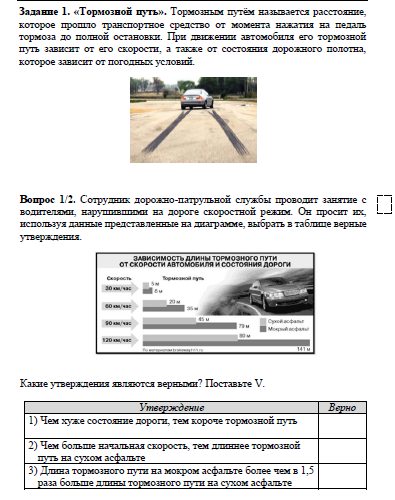 Задание 1. «Тормозной путь». Тормозным путём называется расстояние,
которое прошло транспортное средство от момента нажатия на педаль
тормоза до полной остановки. При движении автомобиля его тормозной
путь зависит от его скорости, а также от состояния дорожного полотна,
которое зависит от погодных условий.
Вопрос 1/2. Сотрудник дорожно-патрульной службы проводит занятие с
водителями, нарушившими на дороге скоростной режим. Он просит их,
используя данные представленные на диаграмме, выбрать в таблице верные
утверждения.
ЗАВИСИМОСТЬ ДЛИНЫ ТОРМОЗНОГО ПУТИ
ОТ СКОРОСТИ АВТОМОБИЛЯ И СОСТОЯНИЯ ДОРОГИ
Скорость Тормозной путь
30 км/час 5 м
60 км/час 20 м
35 м
90 км/час 45 м
79 м
120 км/час 80 м
141 м
Сухой асфальт
Мокрый асфальт
По материалам
Какие утверждения являются верными? Поставьте V.
Утверждение Верно
1) Чем хуже состояние дороги, тем короче тормозной путь
2) Чем больше начальная скорость, тем длиннее тормозной
путь на сухом асфальте
3) Длина тормозного пути на мокром асфальте более чем в 1,5
раза больше длины тормозного пути на сухом асфальте